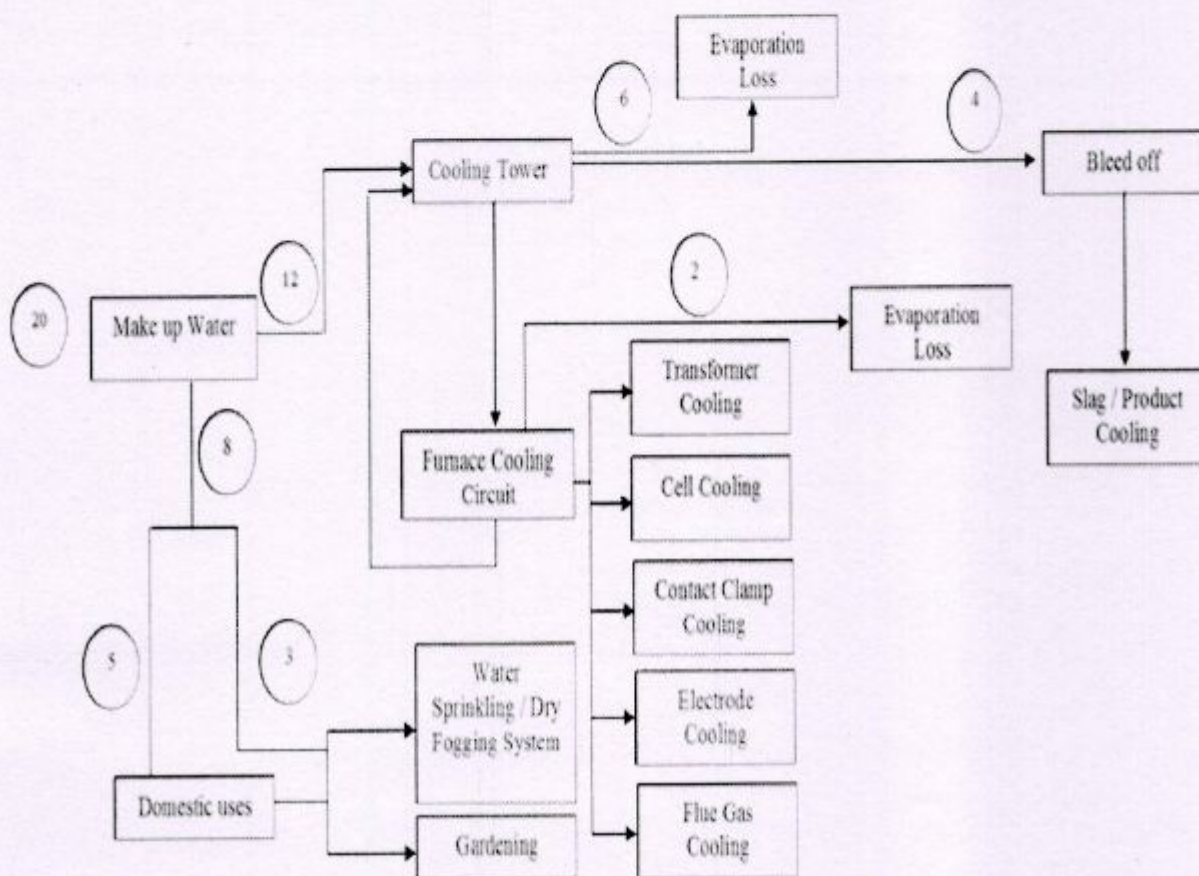 Evaporation
Loss
6
4
Cooling Tower
Bleed off
12
2
20
Make up Water
Evaporation
Loss
Transformer
Cooling
Slag / Product
Cooling
8
Furnace Cooling
Circuit
Cell Cooling
Contact Clamp
Cooling
5
3
Water
Sprinkling / Dry
Fogging System
Electrode
Cooling
Domestic uses
Gardening
Flue Gas
Cooling